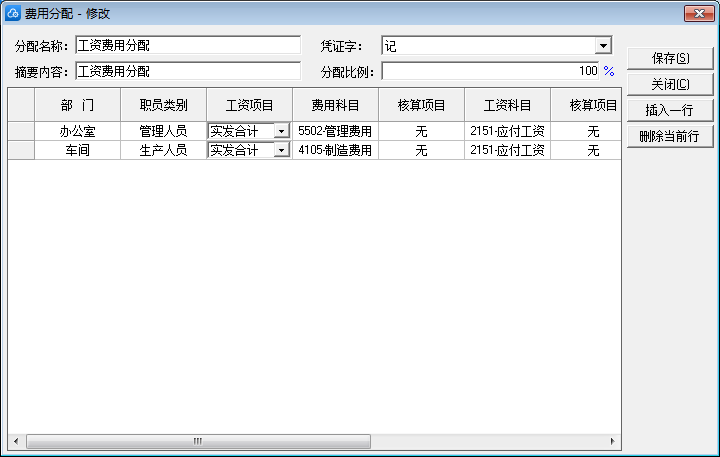 费用分配 - 修改
分配名称： 工资费用分配 凭证字： 记
摘要内容： 工资费用分配 分配比例： 100 %
保存(S)
关闭(C)
插入一行
删除当前行
部 门 职员类别 工资项目 费用科目 核算项目 工资科目 核算项目
办公室 管理人员 实发合计 5502-管理费用 无 2151-应付工资 无
车间 生产人员 实发合计 4105-制造费用 无 2151-应付工资 无